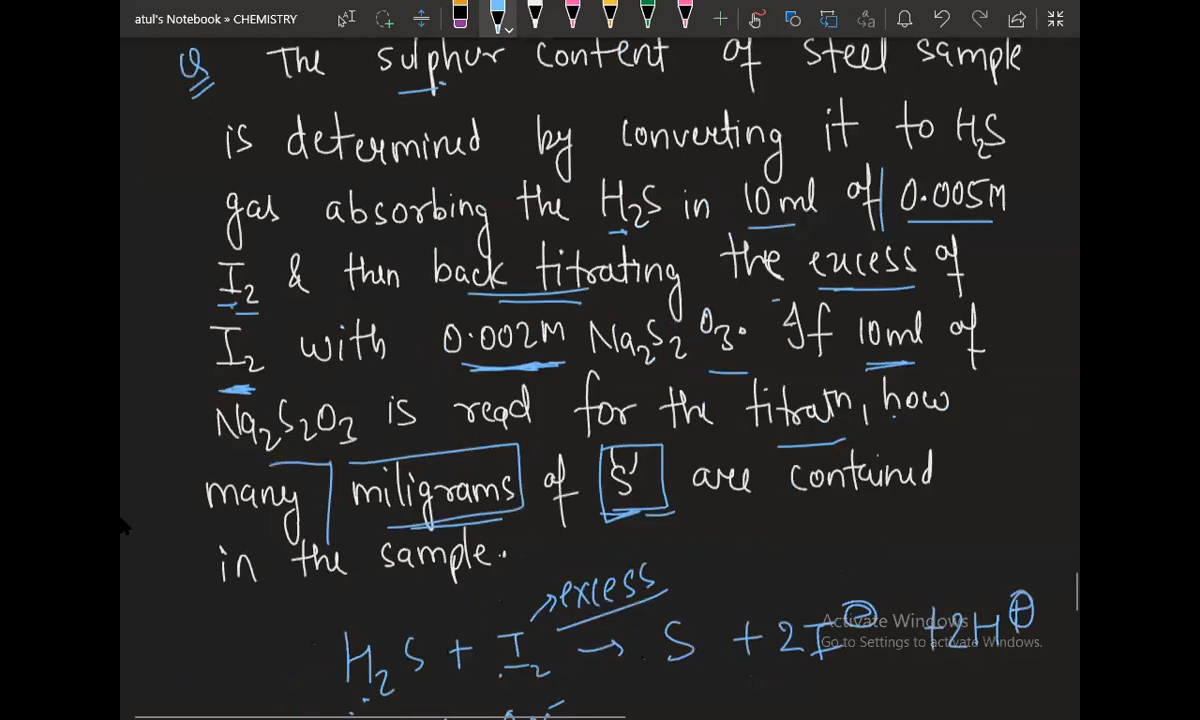 atul's Notebook » CHEMISTRY
Q The sulphur content of steel sample
is determined by converting it to H₂S
gas absorbing the H₂S in 10ml of 0.005M
I₂ & then back titrating the excess of
I₂ with 0.002M Na₂S₂O₃. If 10ml of
Na₂S₂O₃ is reqd for the titratn, how
many miligrams of 'S' are contained
in the sample.
→ excess
H₂S + I₂ → S + 2I⊖ + 2H⊕
Activate Windows
Go to Settings to activate Windows.